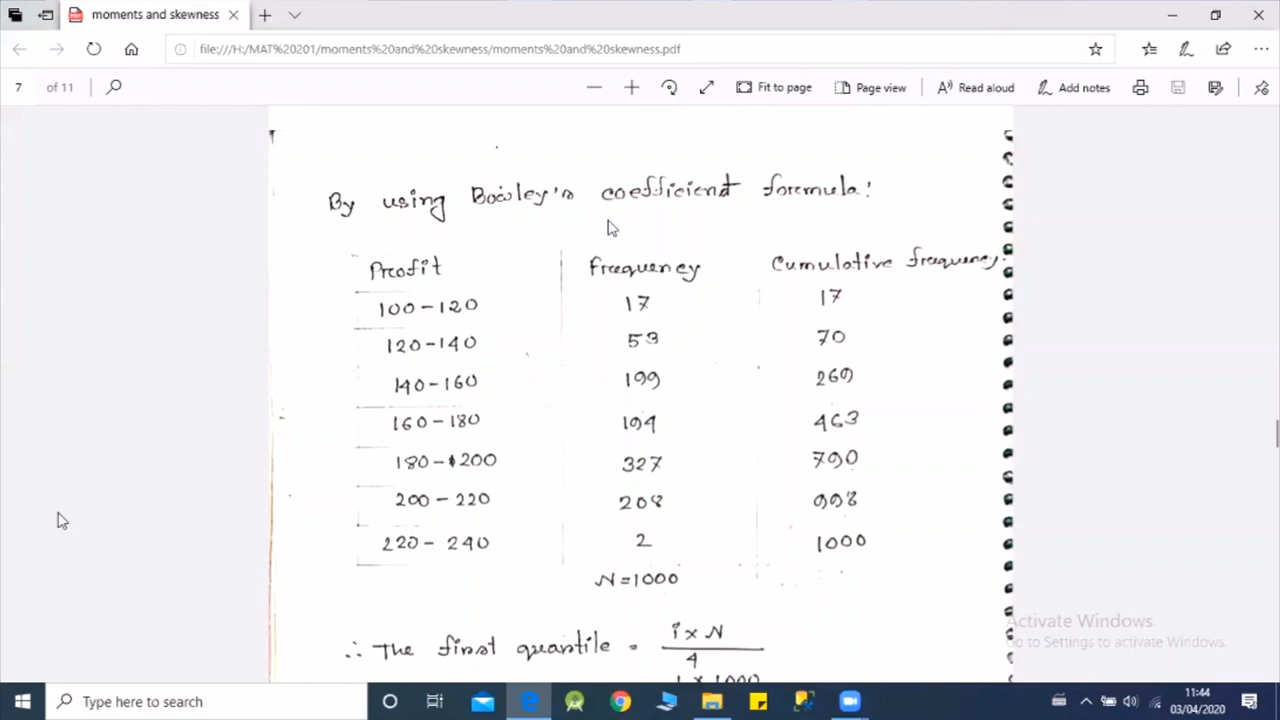 moments and skewness
file:///H:/MAT%20201/moments%20and%20skewness/moments%20and%20skewness.pdf
7 of 11 Fit to page Page view Read aloud Add notes
By using Bowley's coefficient formula:
Profit Frequency Cumulative frequency
100-120 17 17
120-140 53 70
140-160 199 269
160-180 194 463
180-200 327 790
200-220 208 998
220-240 2 1000
N=1000
∴ The first quantile = i×N
4
1×1000
Activate Windows
Go to Settings to activate Windows.
Type here to search
11:44
03/04/2020